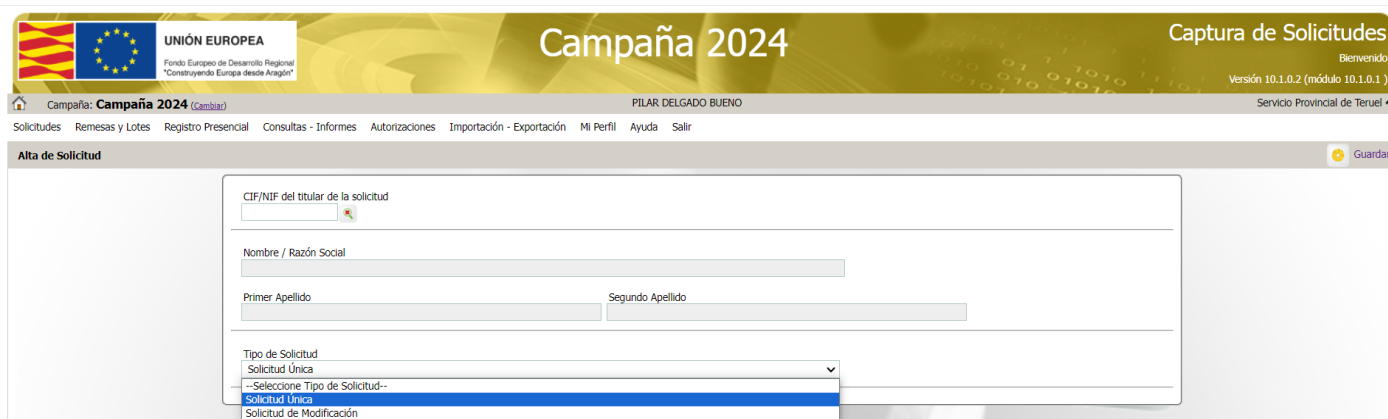 UNIÓN EUROPEA
Fondo Europeo de Desarrollo Regional
"Construyendo Europa desde Aragón"
Campaña 2024
Captura de Solicitudes
Bienvenido
Versión 10.1.0.2 (módulo 10.1.0.1 )
Campaña: Campaña 2024 (Cambiar)
PILAR DELGADO BUENO
Servicio Provincial de Teruel
Solicitudes Remesas y Lotes Registro Presencial Consultas - Informes Autorizaciones Importación - Exportación Mi Perfil Ayuda Salir
Alta de Solicitud
Guardar
CIF/NIF del titular de la solicitud
Nombre / Razón Social
Primer Apellido Segundo Apellido
Tipo de Solicitud
Solicitud Única
--Seleccione Tipo de Solicitud--
Solicitud Única
Solicitud de Modificación